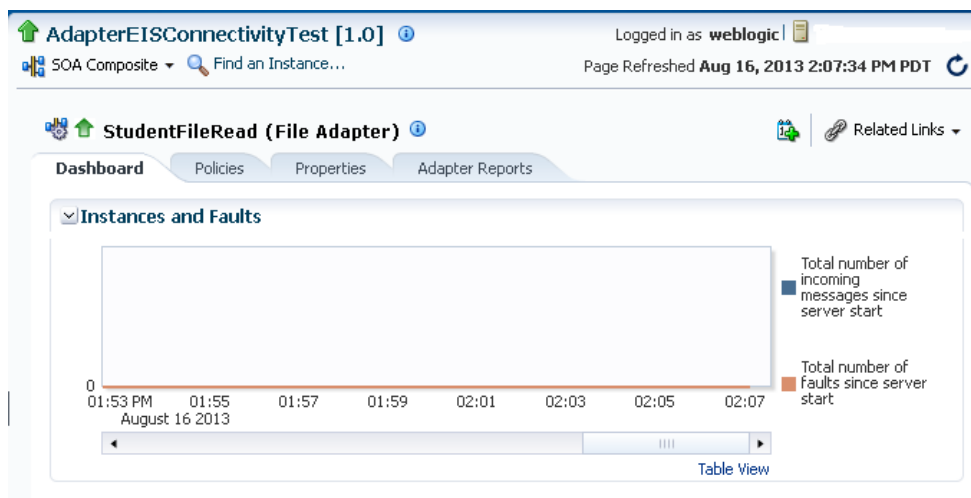 AdapterEISConnectivityTest [1.0]
Logged in as weblogic|
SOA Composite
Find an Instance...
Page Refreshed Aug 16, 2013 2:07:34 PM PDT
StudentFileRead (File Adapter)
Related Links
Dashboard
Policies
Properties
Adapter Reports
Instances and Faults
Total number of
incoming
messages since
server start
Total number of
faults since server
start
0
01:53 PM
01:55
01:57
01:59
02:01
02:03
02:05
02:07
August 16 2013
Table View